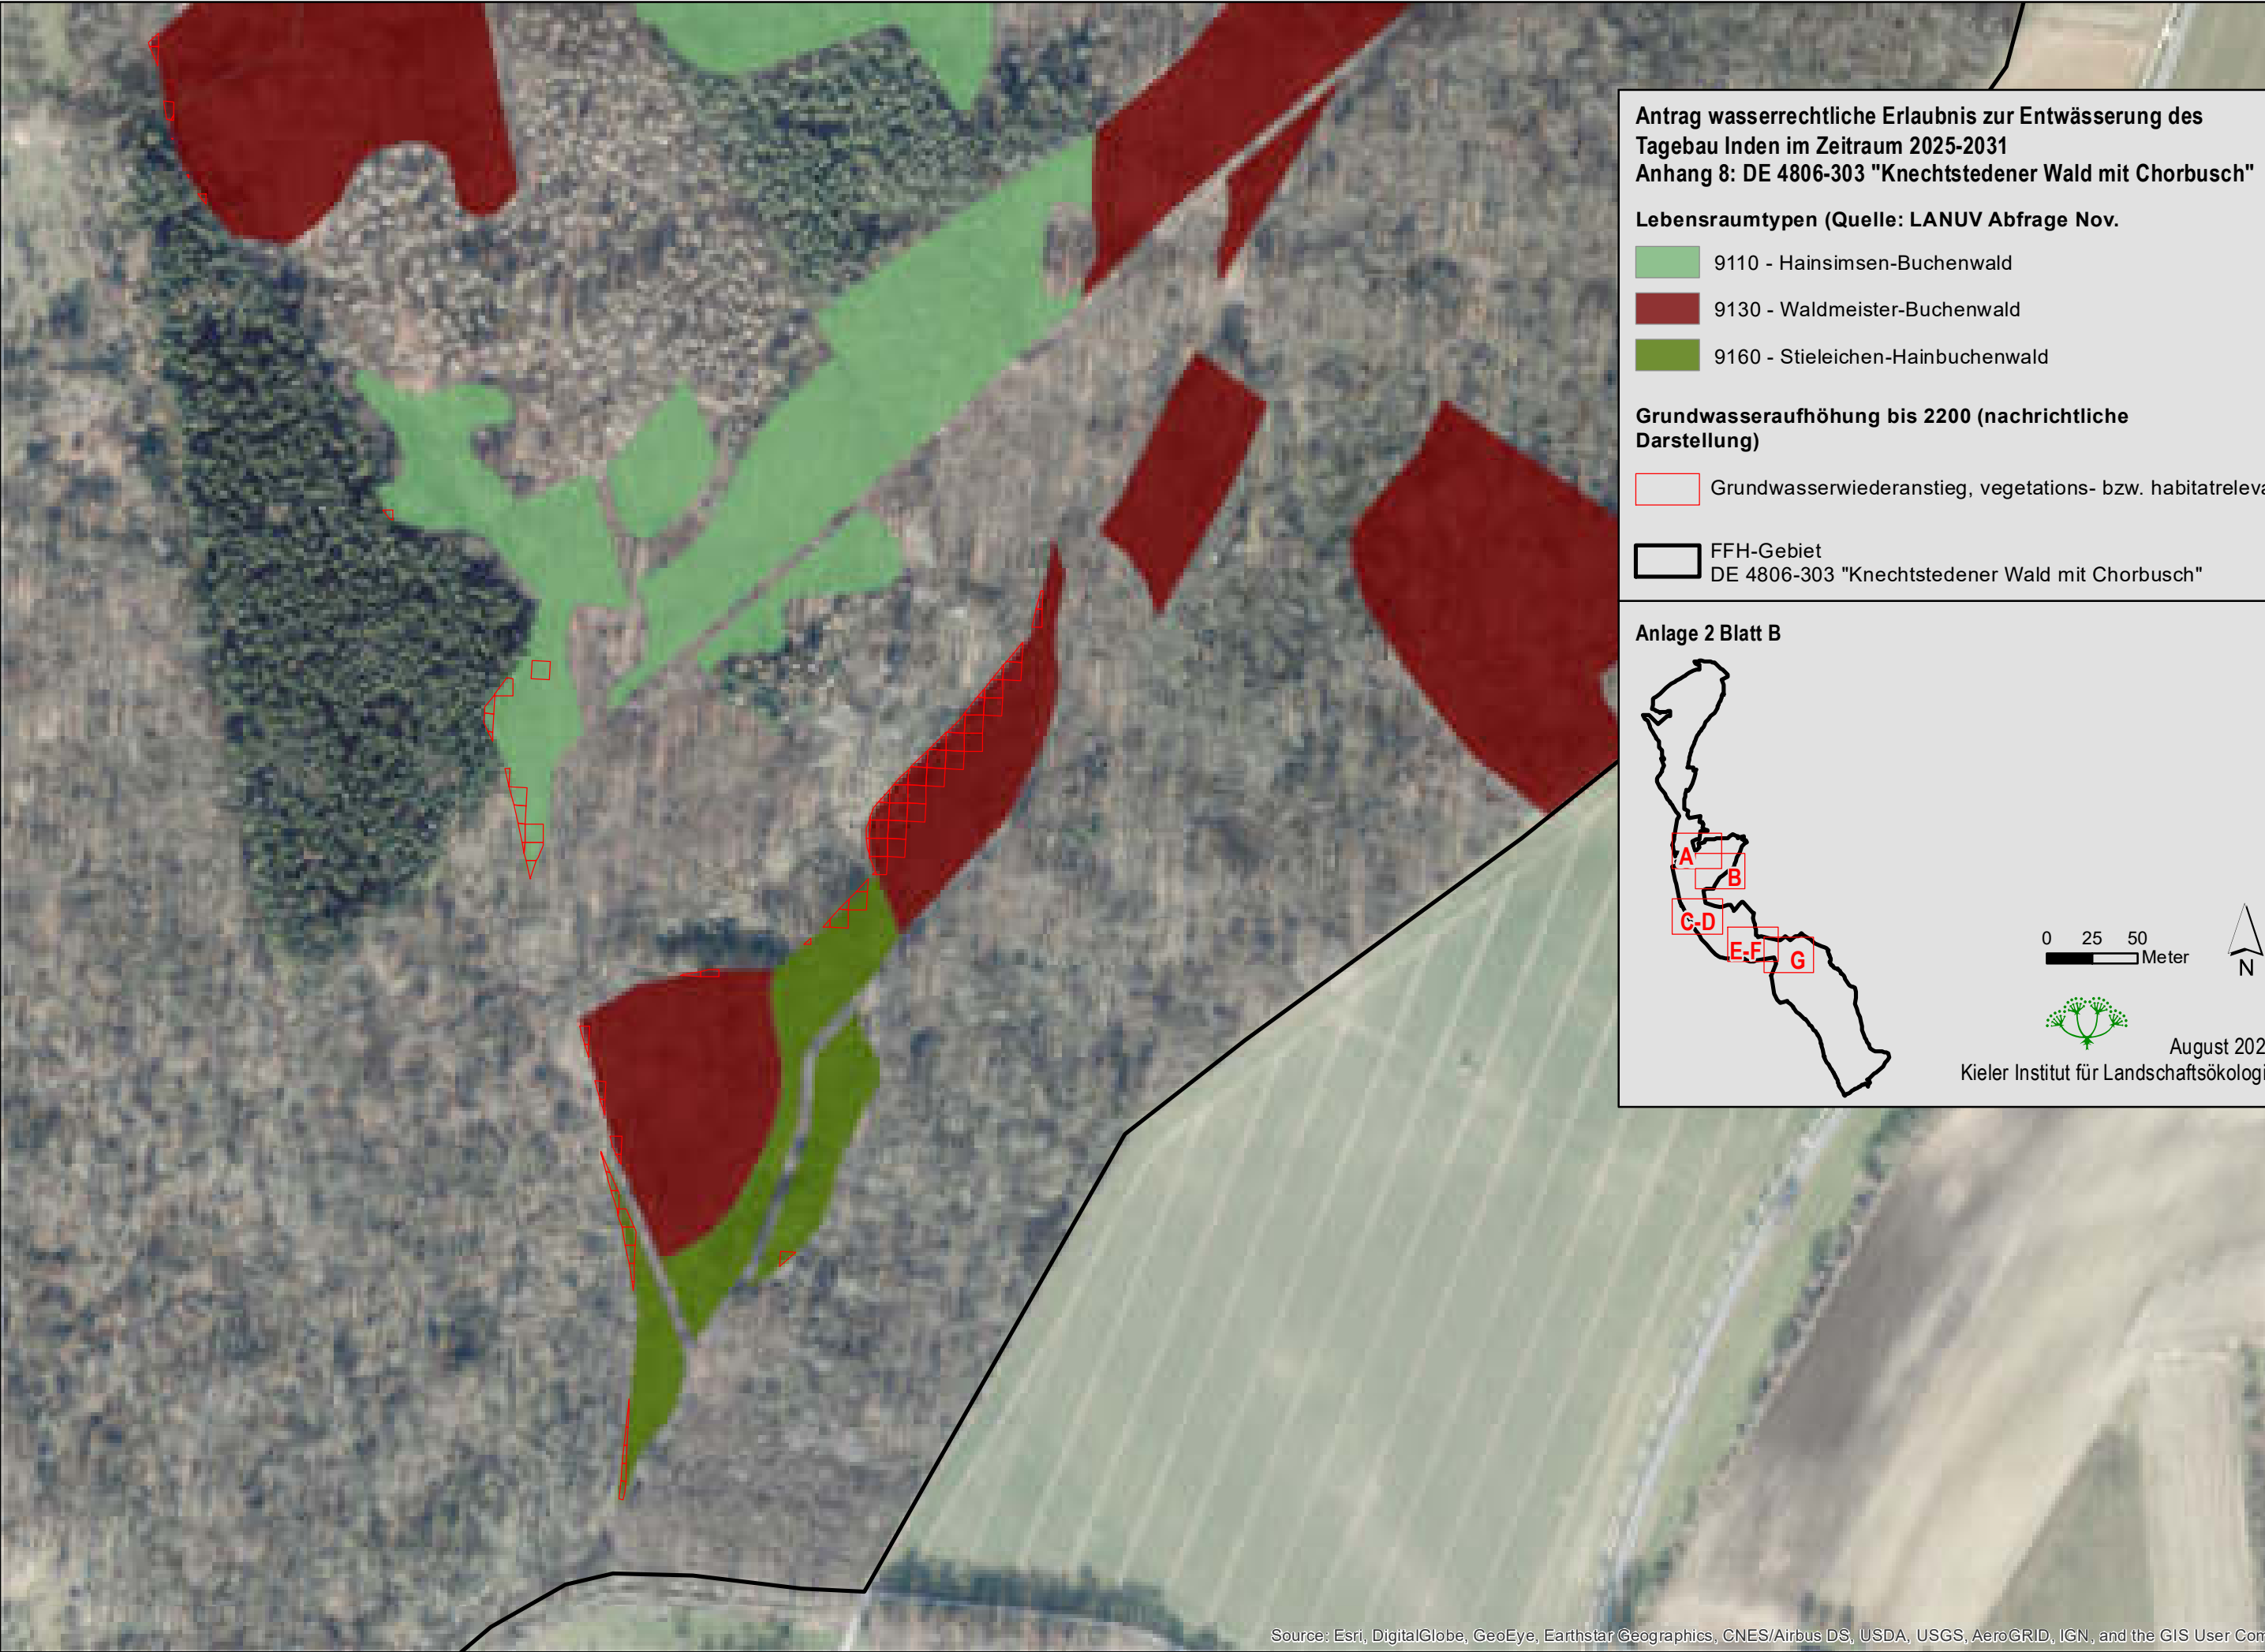 Antrag wasserrechtliche Erlaubnis zur Entwässerung des
Tagebau Inden im Zeitraum 2025-2031
Anhang 8: DE 4806-303 "Knechtstedener Wald mit Chorbusch"
Lebensraumtypen (Quelle: LANUV Abfrage Nov.
9110 - Hainsimsen-Buchenwald
9130 - Waldmeister-Buchenwald
9160 - Stieleichen-Hainbuchenwald
Grundwasseraufhöhung bis 2200 (nachrichtliche
Darstellung)
Grundwasserwiederanstieg, vegetations- bzw. habitatreleva
FFH-Gebiet
DE 4806-303 "Knechtstedener Wald mit Chorbusch"
Anlage 2 Blatt B
A
B
C-D
E-F
G
0 25 50
Meter
N
August 202
Kieler Institut für Landschaftsökologi
Source: Esri, DigitalGlobe, GeoEye, Earthstar Geographics, CNES/Airbus DS, USDA, USGS, AeroGRID, IGN, and the GIS User Com